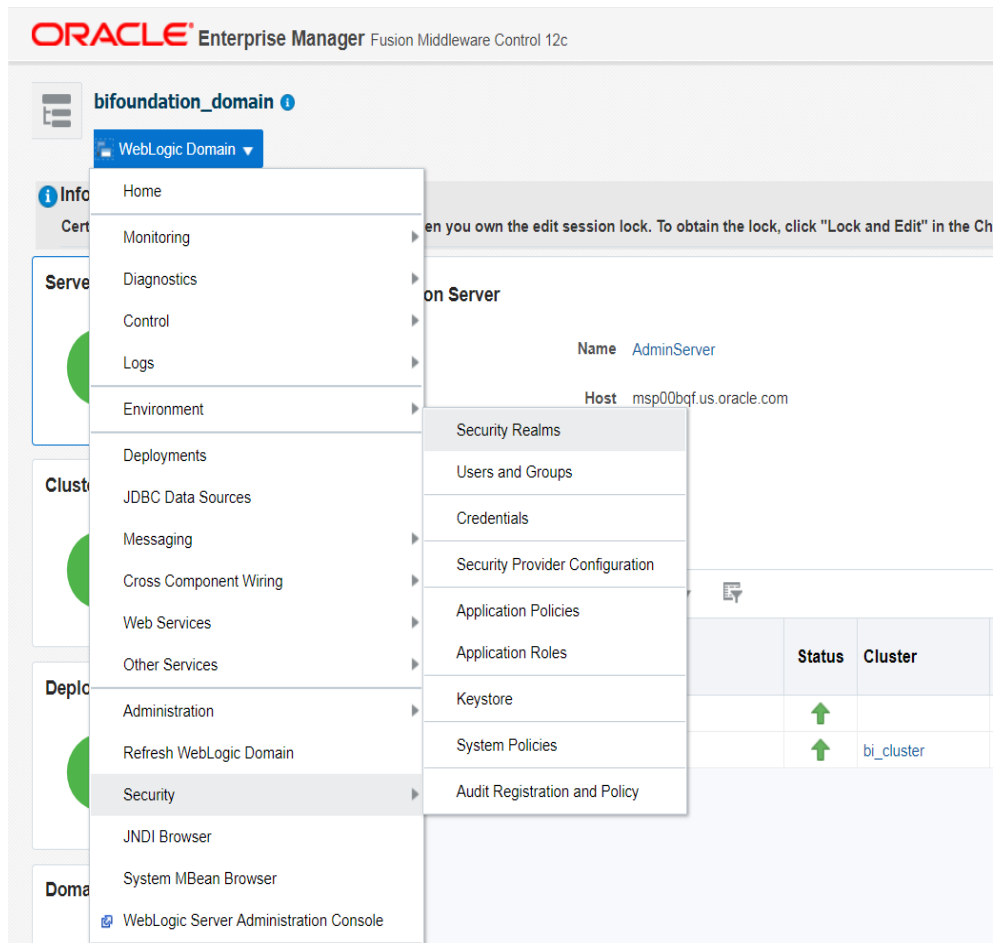 ORACLE Enterprise Manager Fusion Middleware Control 12c
bifoundation_domain
WebLogic Domain
Info
Cert
en you own the edit session lock. To obtain the lock, click "Lock and Edit" in the Ch
Home
Monitoring
Diagnostics
Control
Logs
Environment
Deployments
JDBC Data Sources
Messaging
Cross Component Wiring
Web Services
Other Services
Administration
Refresh WebLogic Domain
Security
JNDI Browser
System MBean Browser
WebLogic Server Administration Console
Security Realms
Users and Groups
Credentials
Security Provider Configuration
Application Policies
Application Roles
Keystore
System Policies
Audit Registration and Policy
Serve
on Server
Name AdminServer
Host msp00bqf.us.oracle.com
Clust
Status Cluster
Deplo
bi_cluster
Doma